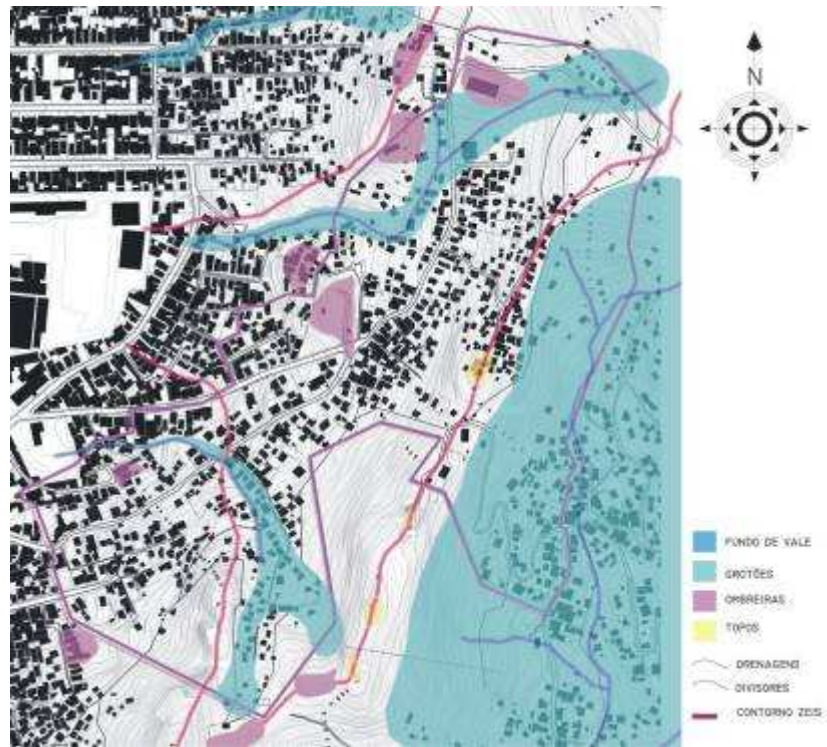 N
FUNDO DE VALE
GROTÕES
OMBREIRAS
TOPOS
DRENAGENS
DIVISORES
CONTORNO ZEIS